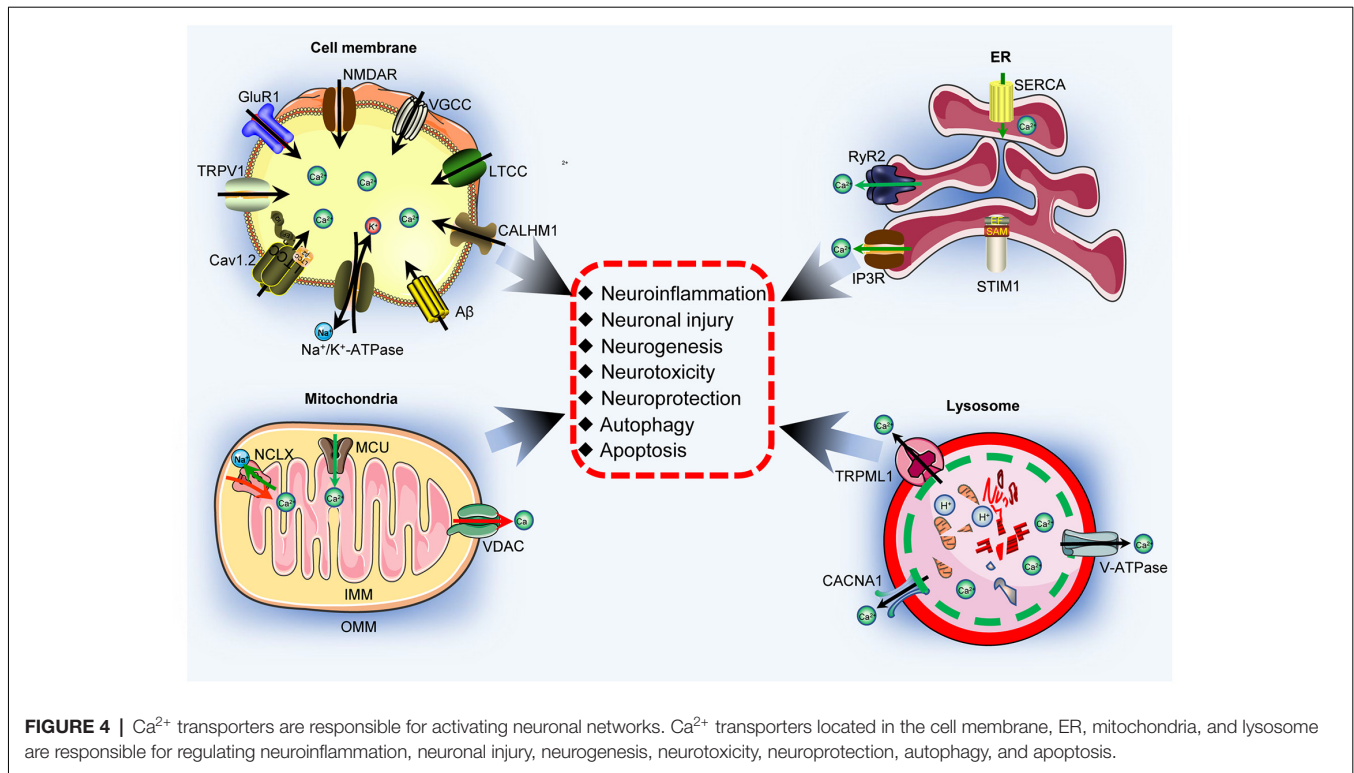 Cell membrane
NMDAR
GluR1
VGCC
TRPV1
LTCC
2+
Ca2+
Ca2+
Ca2+
K+
Ca2+
CALHM1
Cav1.2
Aβ
Na+
Na+/K+-ATPase
ER
SERCA
Ca2+
RyR2
Ca2+
EF
SAM
Ca2+
IP3R
STIM1
◆ Neuroinflammation
◆ Neuronal injury
◆ Neurogenesis
◆ Neurotoxicity
◆ Neuroprotection
◆ Autophagy
◆ Apoptosis
Mitochondria
NCLX
MCU
Na+
Ca2+
Ca2+
Ca
VDAC
IMM
OMM
Lysosome
Ca2+
TRPML1
H+
H+
Ca2+
Ca2+
Ca2+
V-ATPase
CACNA1
Ca2+
Ca2+
FIGURE 4 | Ca2+ transporters are responsible for activating neuronal networks. Ca2+ transporters located in the cell membrane, ER, mitochondria, and lysosome
are responsible for regulating neuroinflammation, neuronal injury, neurogenesis, neurotoxicity, neuroprotection, autophagy, and apoptosis.